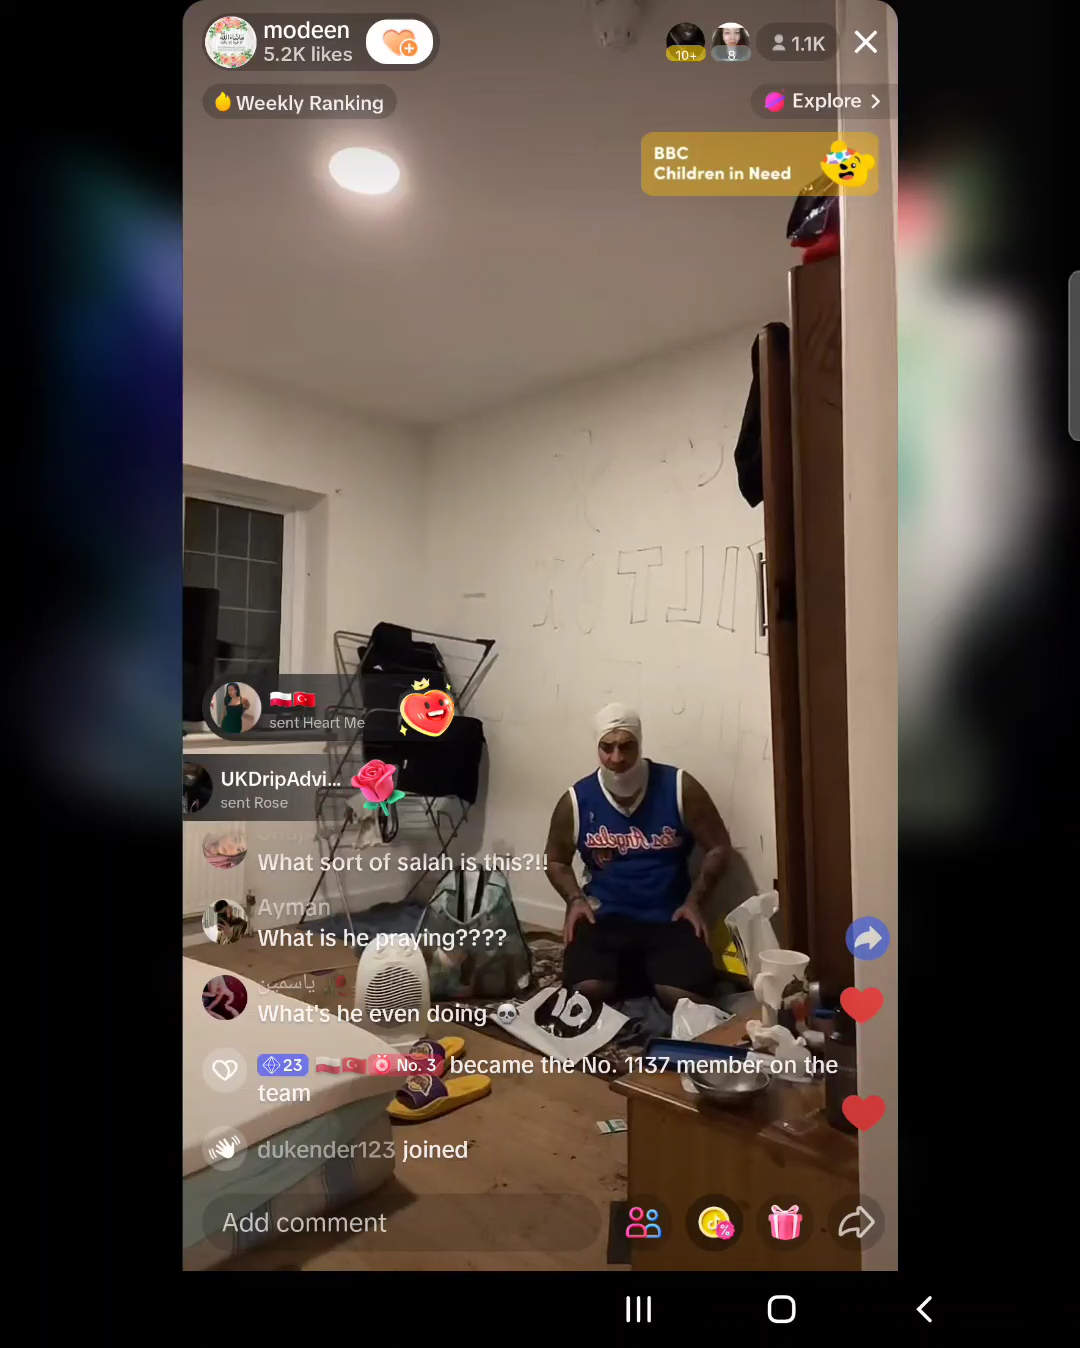 modeen
5.2K likes
10+
8
1.1K
Weekly Ranking
Explore
BBC
Children in Need
sent Heart Me
UKDripAdvi...
sent Rose
What sort of salah is this?!!
Ayman
What is he praying????
ياسمين
What's he even doing 💀
23 No. 3 became the No. 1137 member on the
team
dukender123 joined
Add comment
Los Angeles